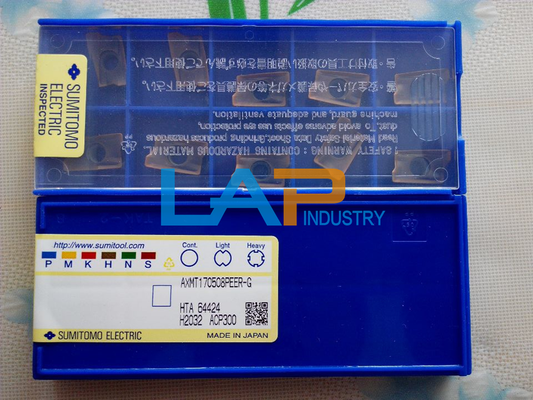 SUMITOMO
ELECTRIC
INSPECTED
SAFETY WARNING: CONTAINS HAZARDOUS MATERIAL.
Read Material Safety Data Sheet.Grinding produces hazardous
dust. To avoid adverse effects use eye protection,
machine guard, and adequate ventilation.
LAP
INDUSTRY
http://www.sumitool.com
Cont. Light Heavy
P M K H N S
AXMT170508PEER-G
HTA 64424
H2032 ACP300
SUMITOMO ELECTRIC
MADE IN JAPAN